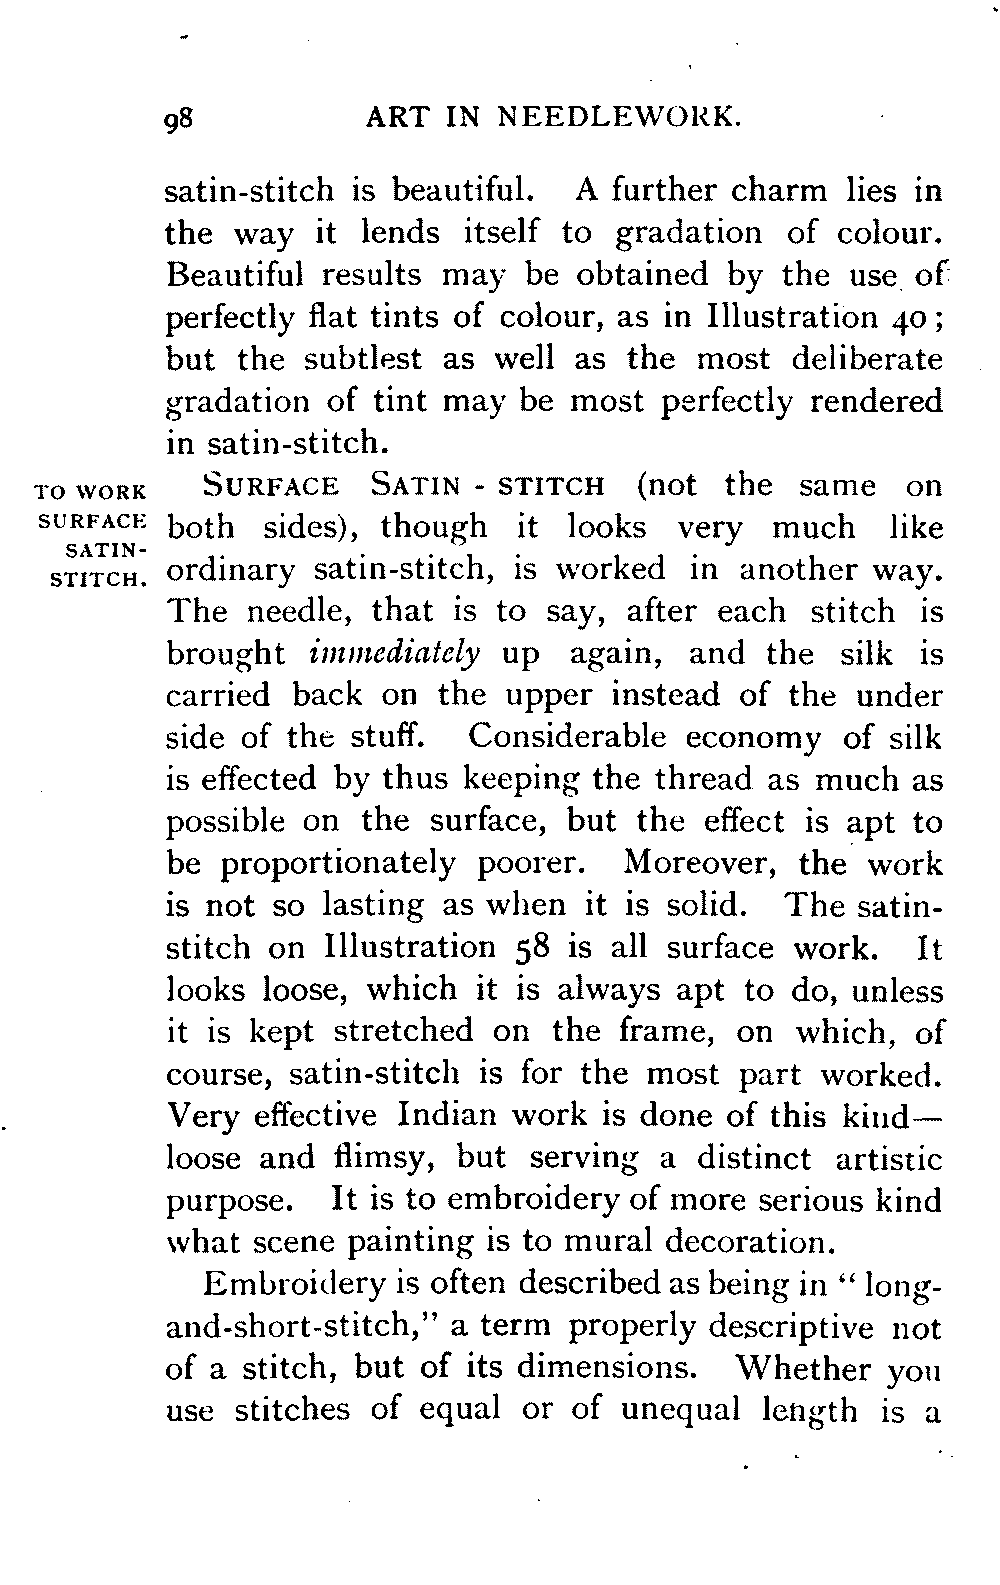 98 ART IN NEEDLEWORK.
satin-stitch is beautiful. A further charm lies in
the way it lends itself to gradation of colour.
Beautiful results may be obtained by the use of
perfectly flat tints of colour, as in Illustration 40;
but the subtlest as well as the most deliberate
gradation of tint may be most perfectly rendered
in satin-stitch.
TO WORK
SURFACE
SATIN-
STITCH.
SURFACE SATIN-STITCH (not the same on
both sides), though it looks very much like
ordinary satin-stitch, is worked in another way.
The needle, that is to say, after each stitch is
brought immediately up again, and the silk is
carried back on the upper instead of the under
side of the stuff. Considerable economy of silk
is effected by thus keeping the thread as much as
possible on the surface, but the effect is apt to
be proportionately poorer. Moreover, the work
is not so lasting as when it is solid. The satin-
stitch on Illustration 58 is all surface work. It
looks loose, which it is always apt to do, unless
it is kept stretched on the frame, on which, of
course, satin-stitch is for the most part worked.
Very effective Indian work is done of this kind—
loose and flimsy, but serving a distinct artistic
purpose. It is to embroidery of more serious kind
what scene painting is to mural decoration.
Embroidery is often described as being in "long-
and-short-stitch," a term properly descriptive not
of a stitch, but of its dimensions. Whether you
use stitches of equal or of unequal length is a